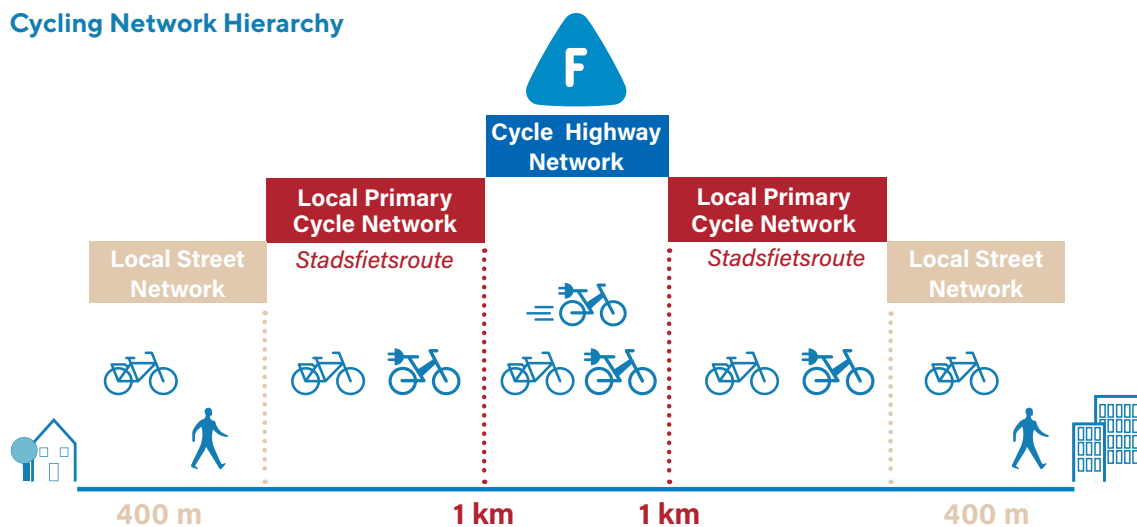 Cycling Network Hierarchy
F
Cycle Highway
Network
Local Primary
Cycle Network
Local Primary
Cycle Network
Stadsfietsroute
Stadsfietsroute
Local Street
Network
Local Street
Network
400 m
1 km
1 km
400 m